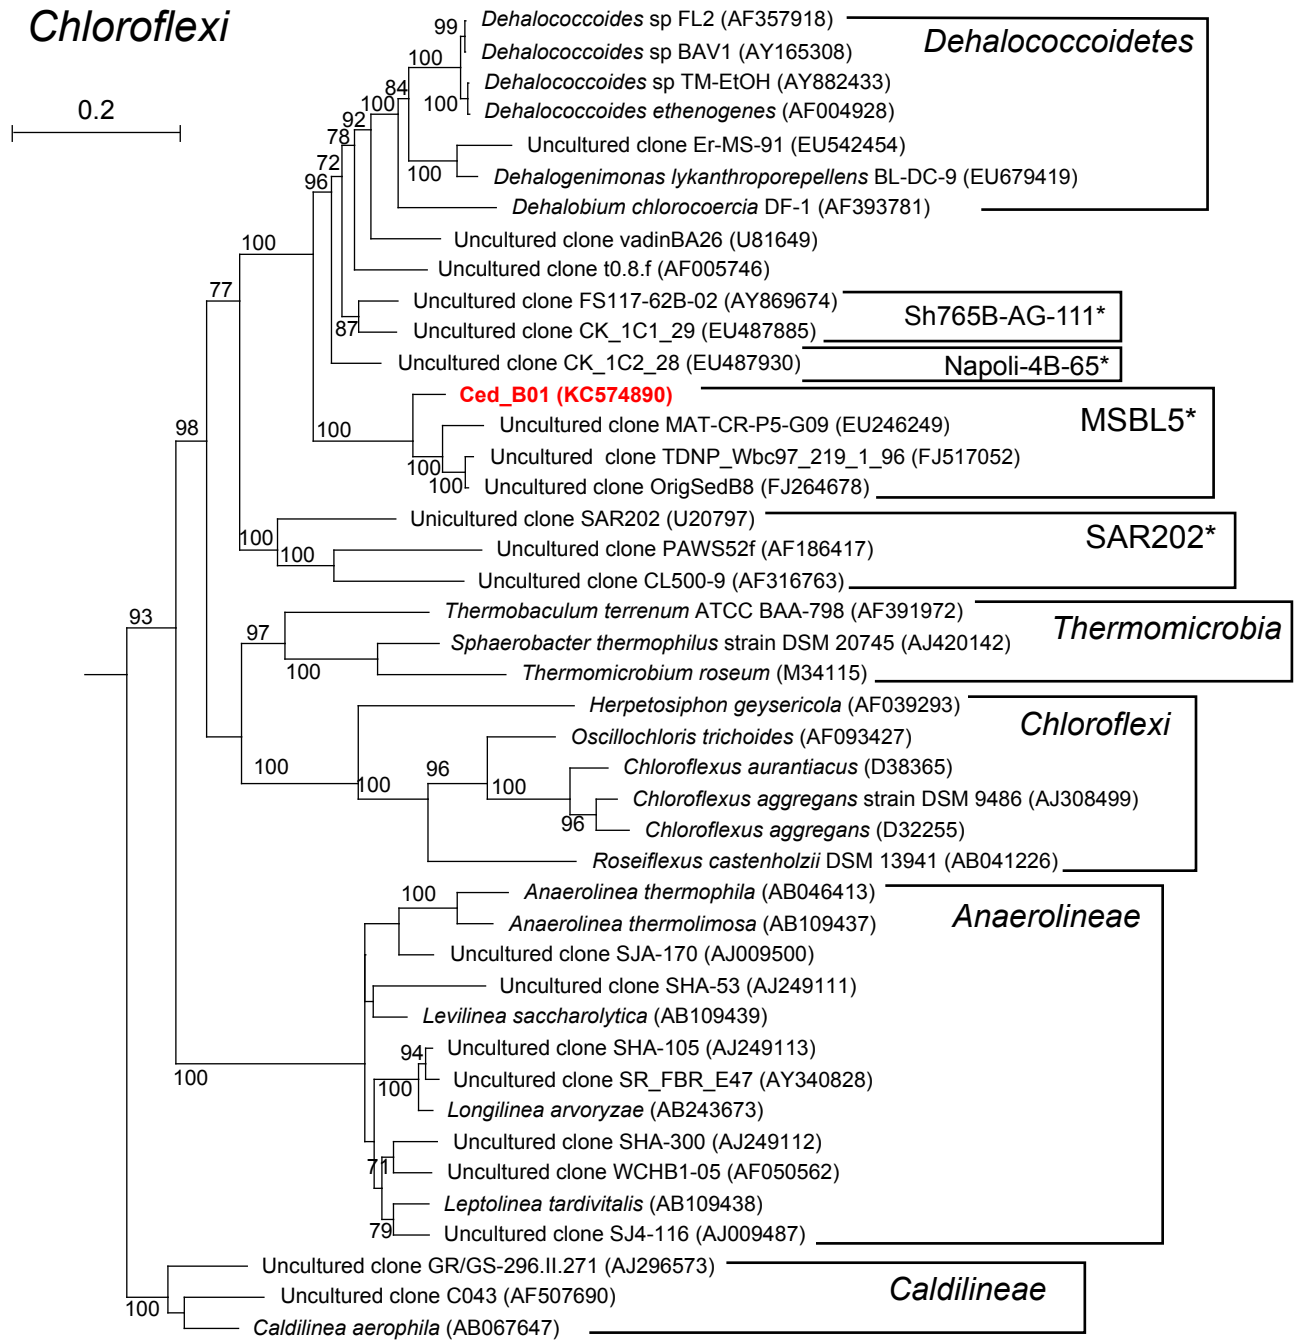 Chloroflexi
0.2
Dehalococcoides sp FL2 (AF357918)
99
Dehalococcoidetes
Dehalococcoides sp BAV1 (AY165308)
100
Dehalococcoides sp TM-EtOH (AY882433)
84
100
100
Dehalococcoides ethenogenes (AF004928)
92
78
Uncultured clone Er-MS-91 (EU542454)
72
100
Dehalogenimonas lykanthroporepellens BL-DC-9 (EU679419)
96
Dehalobium chlorocoercia DF-1 (AF393781)
100
Uncultured clone vadinBA26 (U81649)
Uncultured clone t0.8.f (AF005746)
77
Uncultured clone FS117-62B-02 (AY869674)
Sh765B-AG-111*
87
Uncultured clone CK_1C1_29 (EU487885)
Uncultured clone CK_1C2_28 (EU487930)
Napoli-4B-65*
Ced_B01 (KC574890)
MSBL5*
98
100
Uncultured clone MAT-CR-P5-G09 (EU246249)
100
Uncultured clone TDNP_Wbc97_219_1_96 (FJ517052)
100
Uncultured clone OrigSedB8 (FJ264678)
Unicultured clone SAR202 (U20797)
SAR202*
100
100
Uncultured clone PAWS52f (AF186417)
Uncultured clone CL500-9 (AF316763)
93
Thermobaculum terrenum ATCC BAA-798 (AF391972)
Thermomicrobia
97
Sphaerobacter thermophilus strain DSM 20745 (AJ420142)
100
Thermomicrobium roseum (M34115)
Herpetosiphon geysericola (AF039293)
Chloroflexi
Oscillochloris trichoides (AF093427)
100
100
96
100
Chloroflexus aurantiacus (D38365)
Chloroflexus aggregans strain DSM 9486 (AJ308499)
96
Chloroflexus aggregans (D32255)
Roseiflexus castenholzii DSM 13941 (AB041226)
100
Anaerolinea thermophila (AB046413)
Anaerolineae
Anaerolinea thermolimosa (AB109437)
Uncultured clone SJA-170 (AJ009500)
Uncultured clone SHA-53 (AJ249111)
Levilinea saccharolytica (AB109439)
94
Uncultured clone SHA-105 (AJ249113)
100
100
Uncultured clone SR_FBR_E47 (AY340828)
Longilinea arvoryzae (AB243673)
Uncultured clone SHA-300 (AJ249112)
71
Uncultured clone WCHB1-05 (AF050562)
Leptolinea tardivitalis (AB109438)
79
Uncultured clone SJ4-116 (AJ009487)
Uncultured clone GR/GS-296.II.271 (AJ296573)
Caldilineae
100
Uncultured clone C043 (AF507690)
Caldilinea aerophila (AB067647)